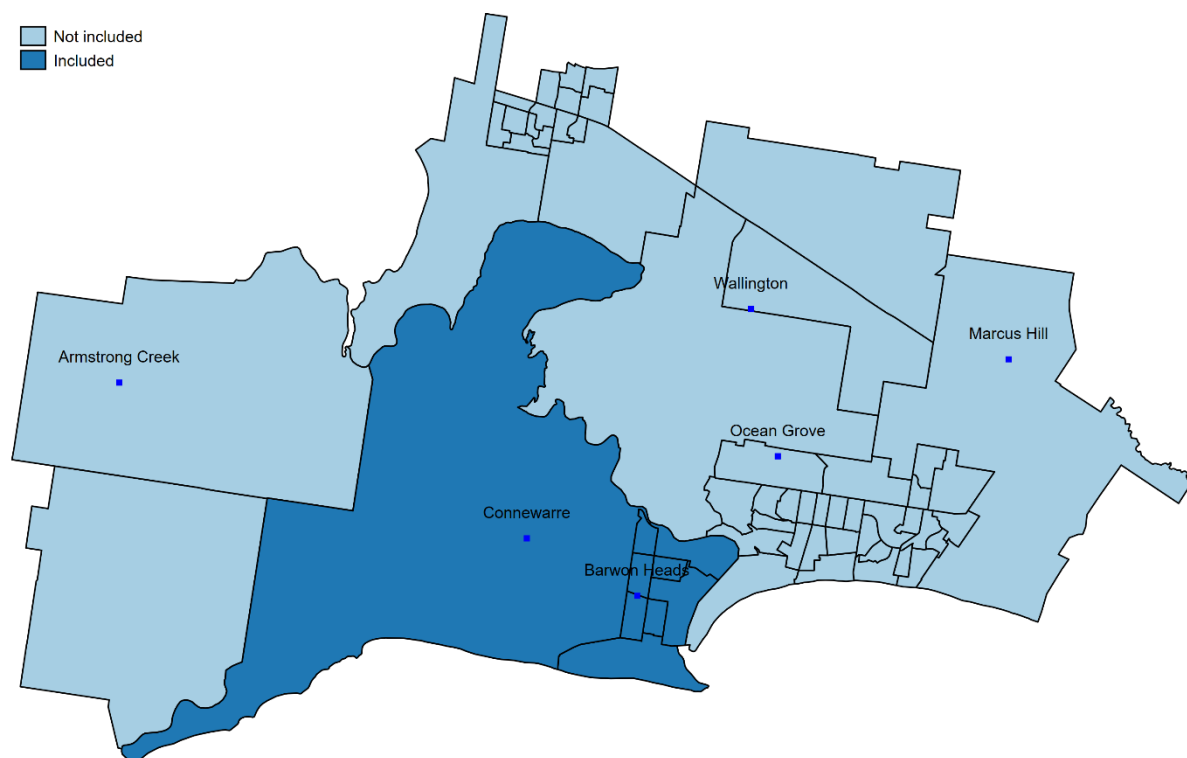 Not included
Included
Wallington
Marcus Hill
Armstrong Creek
Ocean Grove
Connewarre
Barwon Heads